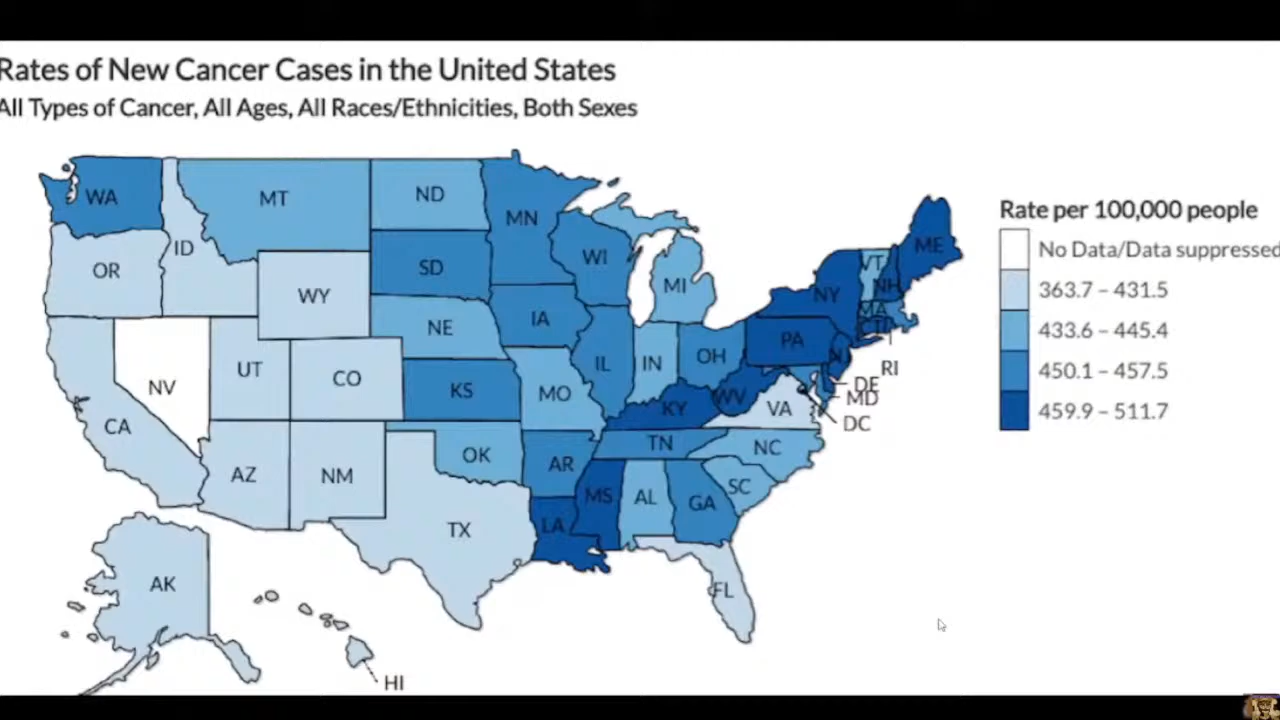 Rates of New Cancer Cases in the United States
All Types of Cancer, All Ages, All Races/Ethnicities, Both Sexes
WA
MT
ND
MN
ID
OR
SD
WI
WY
MI
VT
NH
ME
NY
MA
CT
NE
IA
PA
NJ
RI
NV
UT
CO
KS
MO
IL
IN
OH
DE
MD
DC
CA
KY
WV
VA
AZ
NM
OK
AR
TN
NC
TX
LA
MS
AL
GA
SC
AK
FL
HI
Rate per 100,000 people
No Data/Data suppressed
363.7 – 431.5
433.6 – 445.4
450.1 – 457.5
459.9 – 511.7